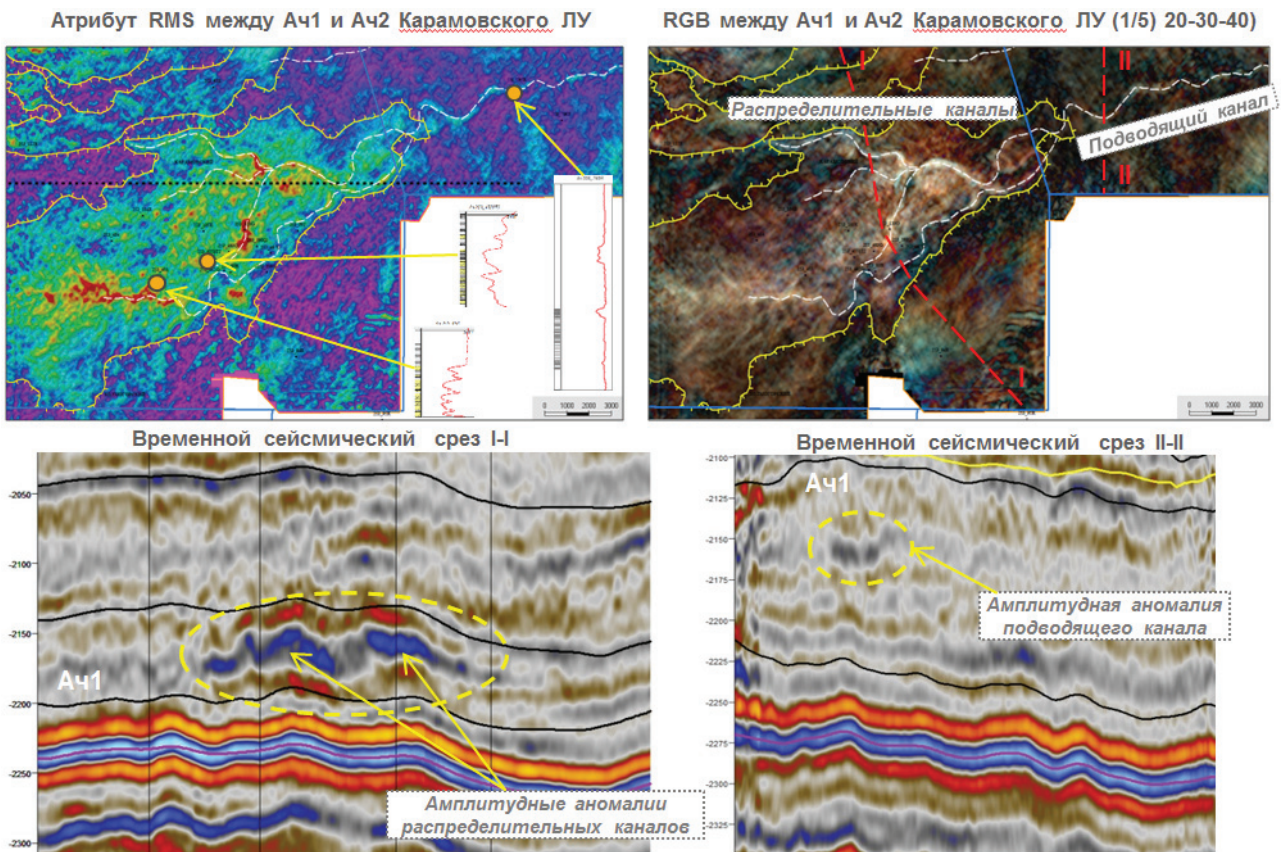 Атрибут RMS между Ач1 и Ач2 Карамовского ЛУ
RGB между Ач1 и Ач2 Карамовского ЛУ (1/5) 20-30-40)
I
II
Распределительные каналы
Подводящий канал
II
I
0 1000 2000 3000
0 1000 2000 3000
Временной сейсмический срез I-I
Временной сейсмический срез II-II
-2050
-2100
-2150
-2200
-2250
-2300
Ач1
Амплитудные аномалии
распределительных каналов
-2100
-2125
-2150
-2175
-2200
-2225
-2250
-2275
-2300
-2325
Ач1
Амплитудная аномалия
подводящего канала